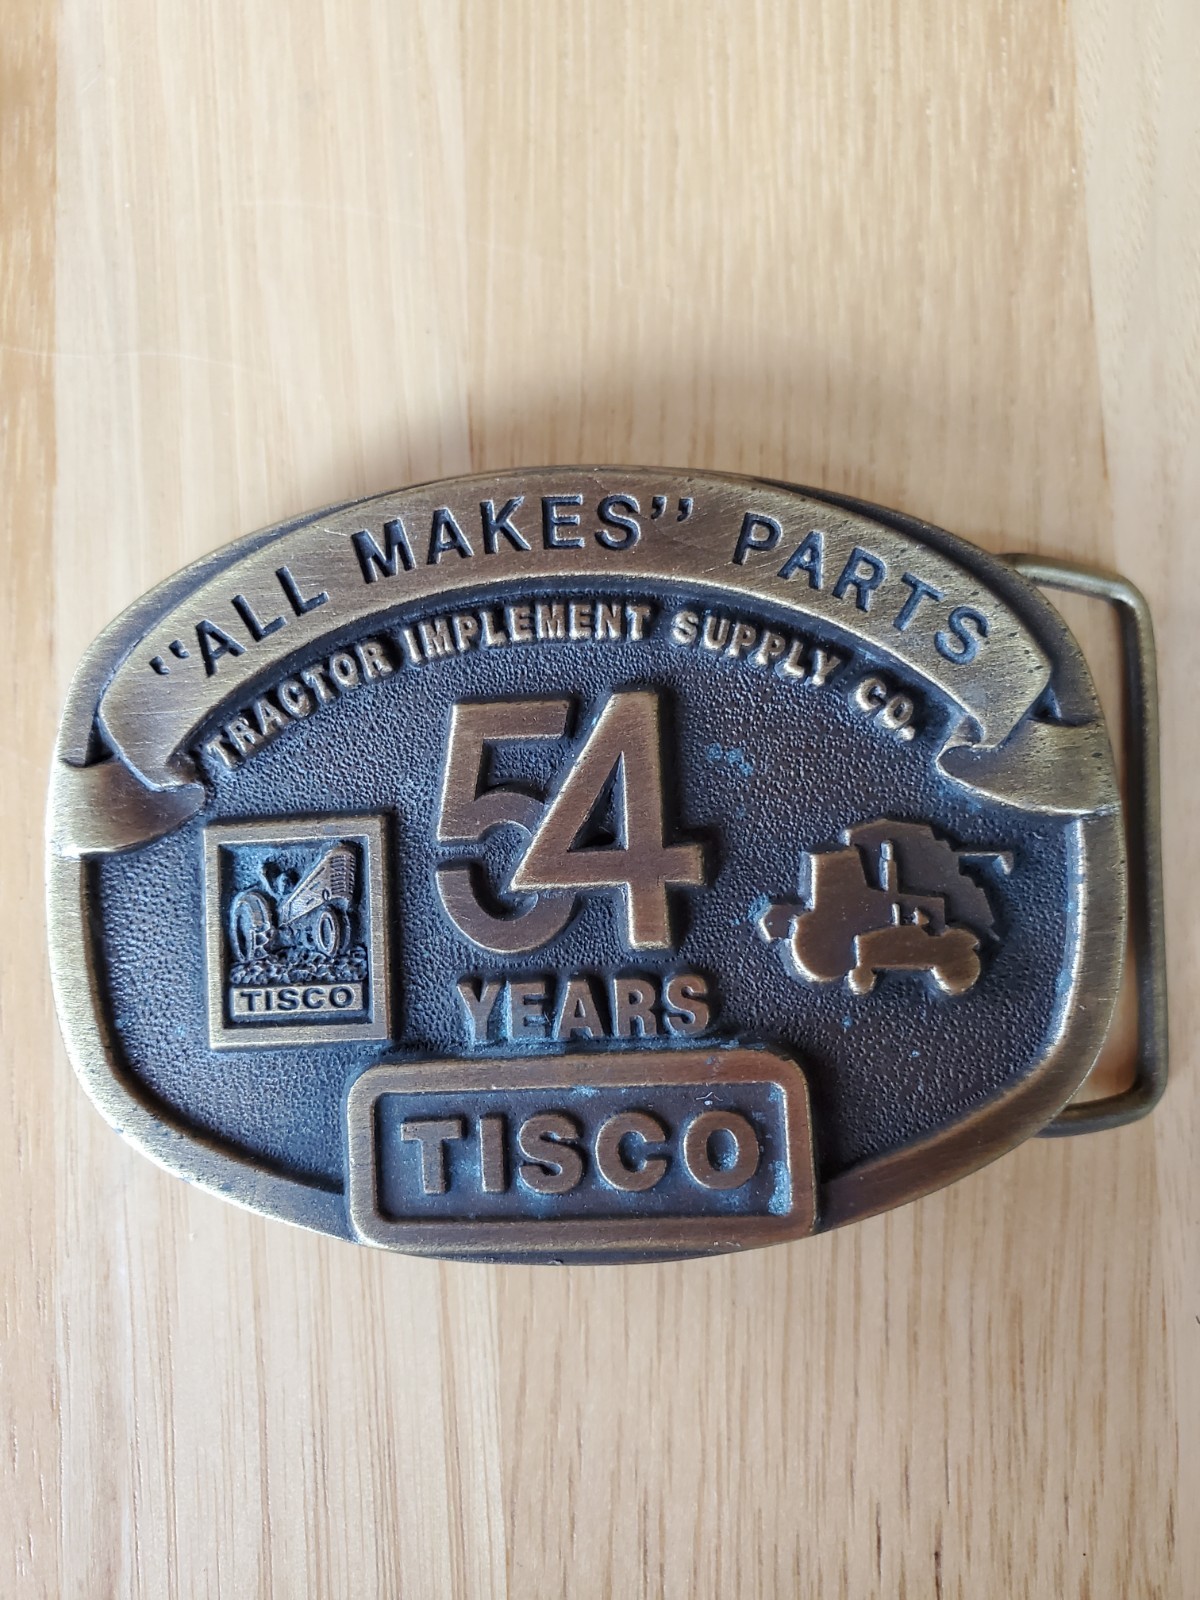 "ALL MAKES" PARTS
TRACTOR IMPLEMENT SUPPLY CO.
54
YEARS
TISCO
TISCO